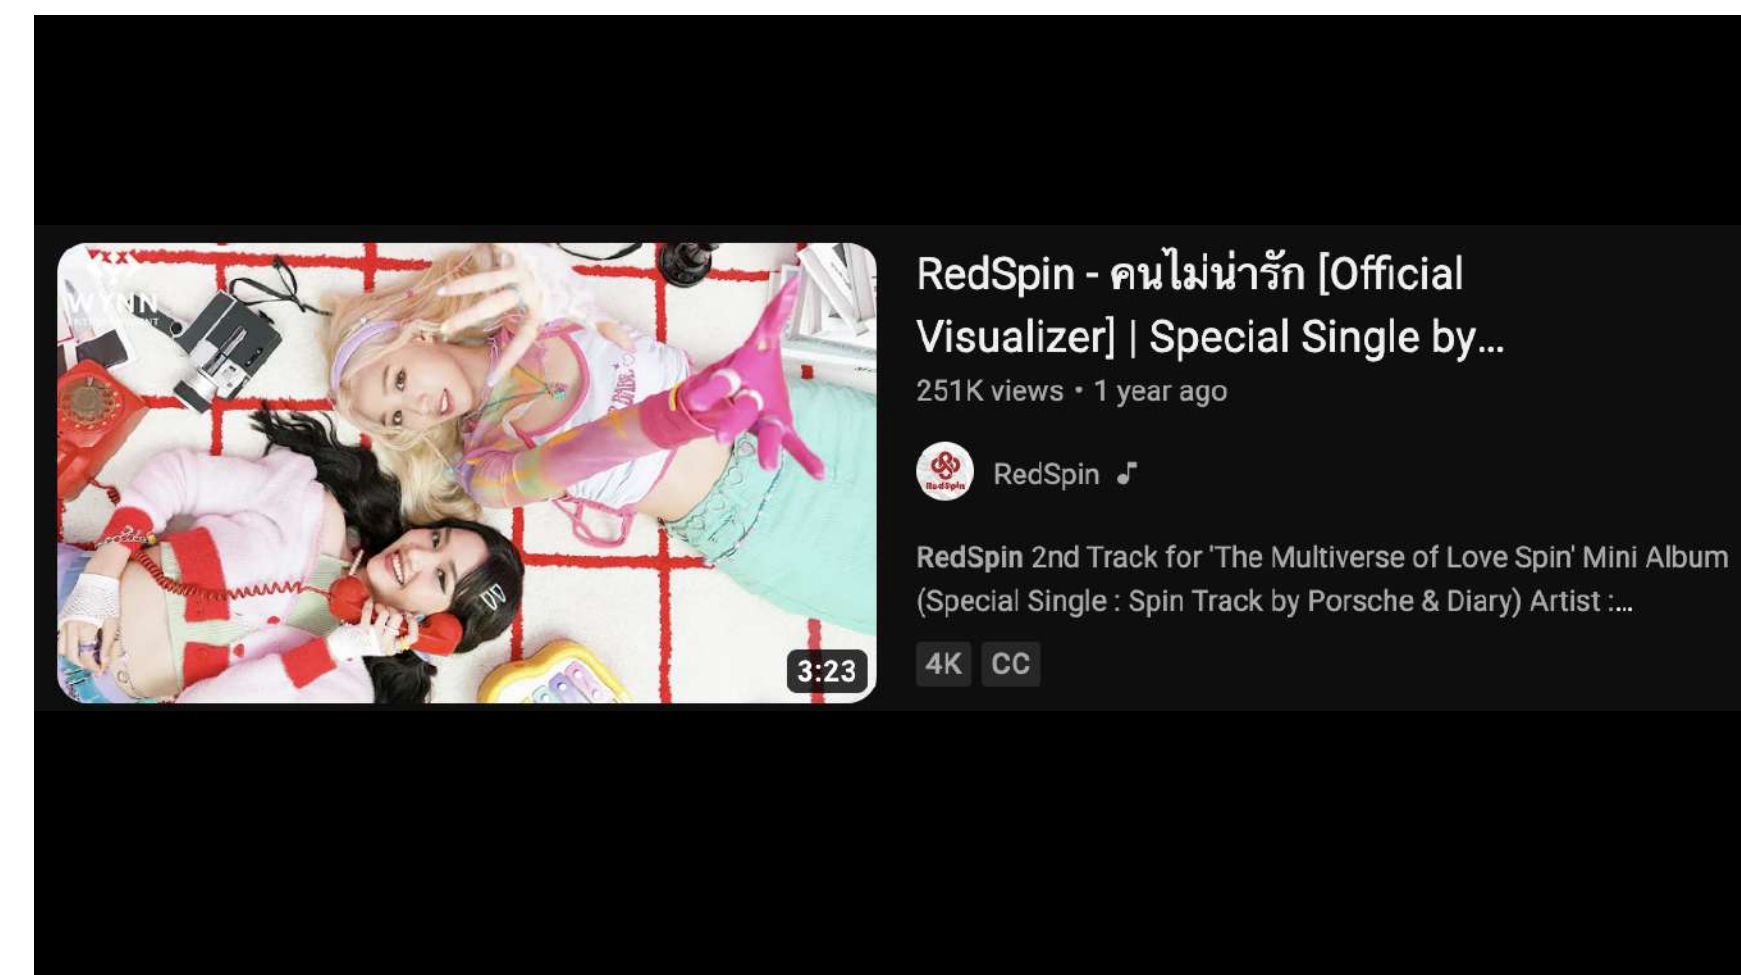 WYNN
ENTERTAINMENT
3:23
RedSpin - คนไม่น่ารัก [Official
Visualizer] | Special Single by...
251K views • 1 year ago
RedSpin
RedSpin
RedSpin 2nd Track for 'The Multiverse of Love Spin' Mini Album
(Special Single : Spin Track by Porsche & Diary) Artist :...
4K CC